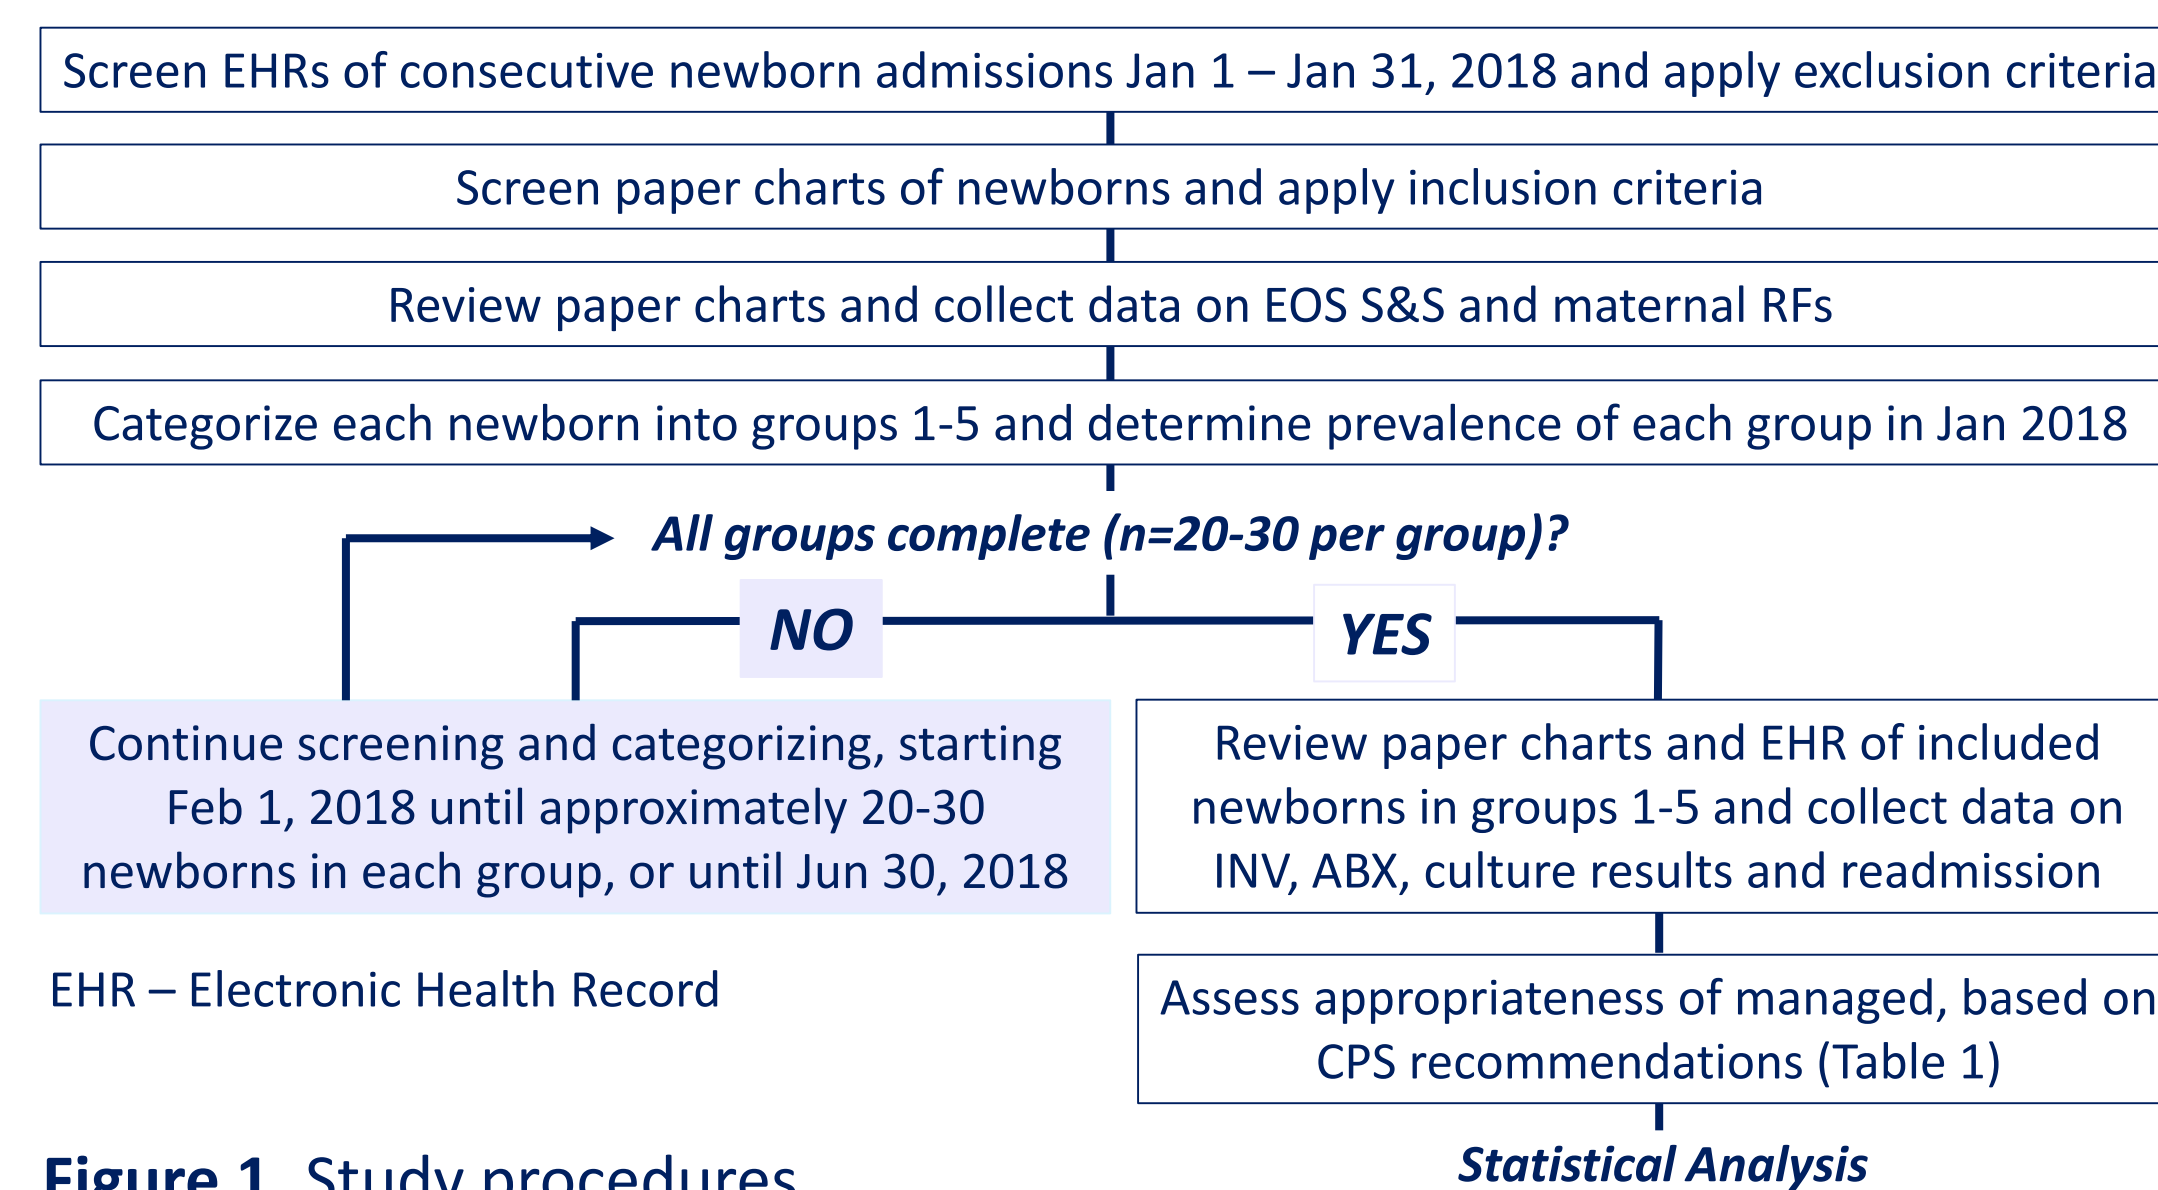 Screen EHRs of consecutive newborn admissions Jan 1 – Jan 31, 2018 and apply exclusion criteria
Screen paper charts of newborns and apply inclusion criteria
Review paper charts and collect data on EOS S&S and maternal RFs
Categorize each newborn into groups 1-5 and determine prevalence of each group in Jan 2018
All groups complete (n=20-30 per group)?
NO
YES
Continue screening and categorizing, starting
Feb 1, 2018 until approximately 20-30
newborns in each group, or until Jun 30, 2018
Review paper charts and EHR of included
newborns in groups 1-5 and collect data on
INV, ABX, culture results and readmission
EHR – Electronic Health Record
Assess appropriateness of managed, based on
CPS recommendations (Table 1)
Statistical Analysis
Figure 1. Study procedures